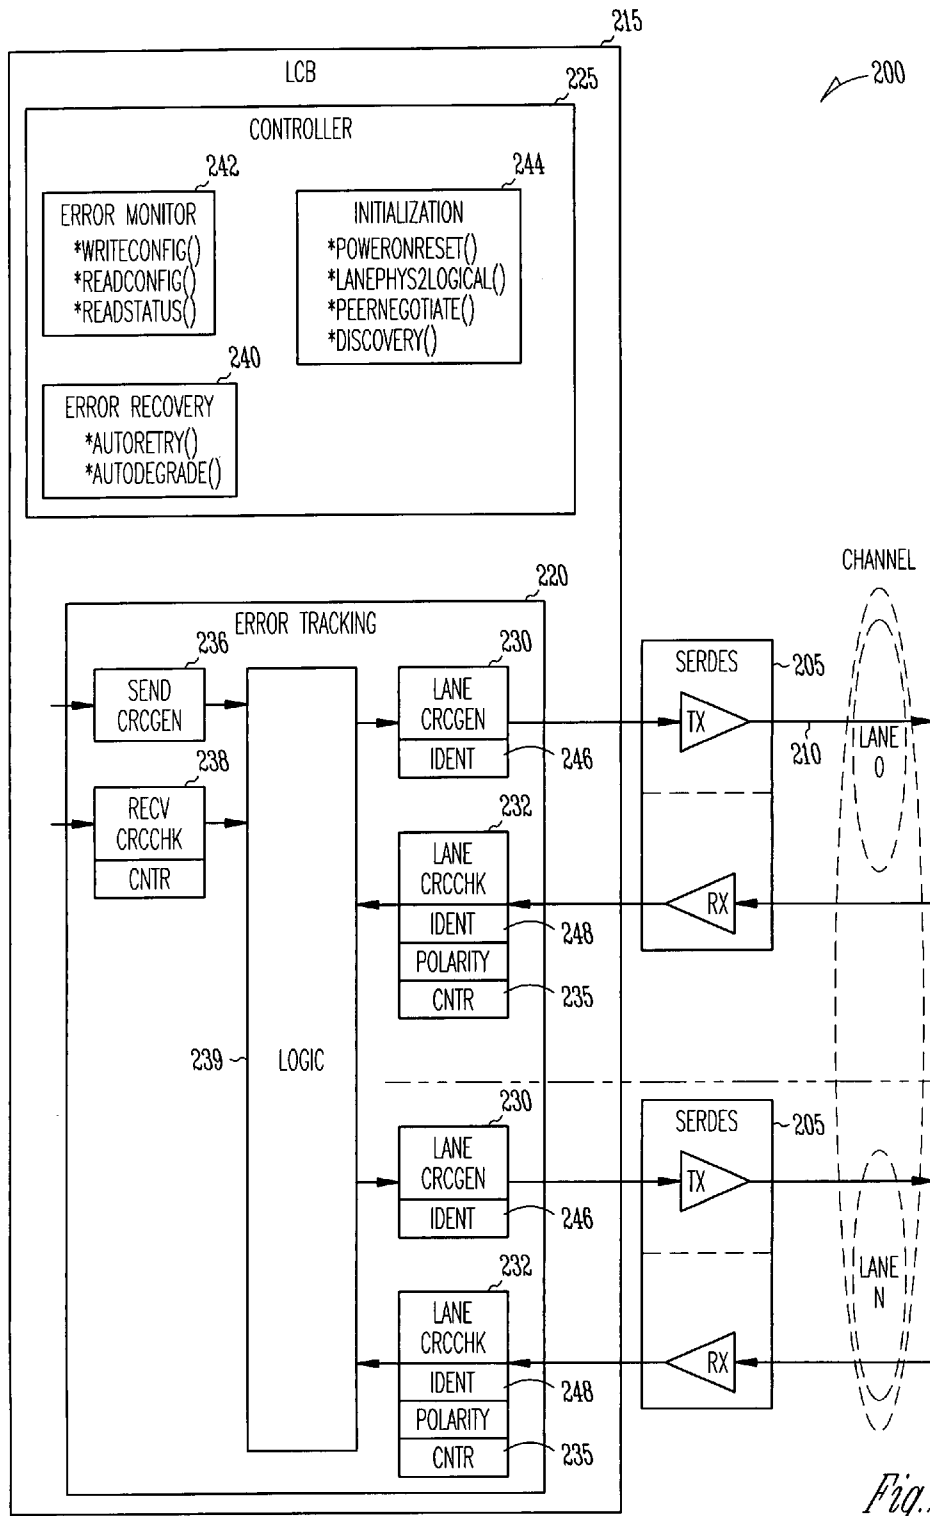 215
LCB
200
225
CONTROLLER
242
ERROR MONITOR
*WRITECONFIG()
*READCONFIG()
*READSTATUS()
244
INITIALIZATION
*POWERONRESET()
*LANEPHYS2LOGICAL()
*PEERNEGOTIATE()
*DISCOVERY()
240
ERROR RECOVERY
*AUTORETRY()
*AUTODEGRADE()
CHANNEL
220
ERROR TRACKING
236
SEND
CRCGEN
238
RECV
CRCCHK
CNTR
239
LOGIC
230
LANE
CRCGEN
IDENT
246
232
LANE
CRCCHK
IDENT
248
POLARITY
CNTR
235
SERDES
205
TX
210
LANE
0
RX
230
LANE
CRCGEN
IDENT
246
232
LANE
CRCCHK
IDENT
248
POLARITY
CNTR
235
SERDES
205
TX
LANE
N
RX
Fig.